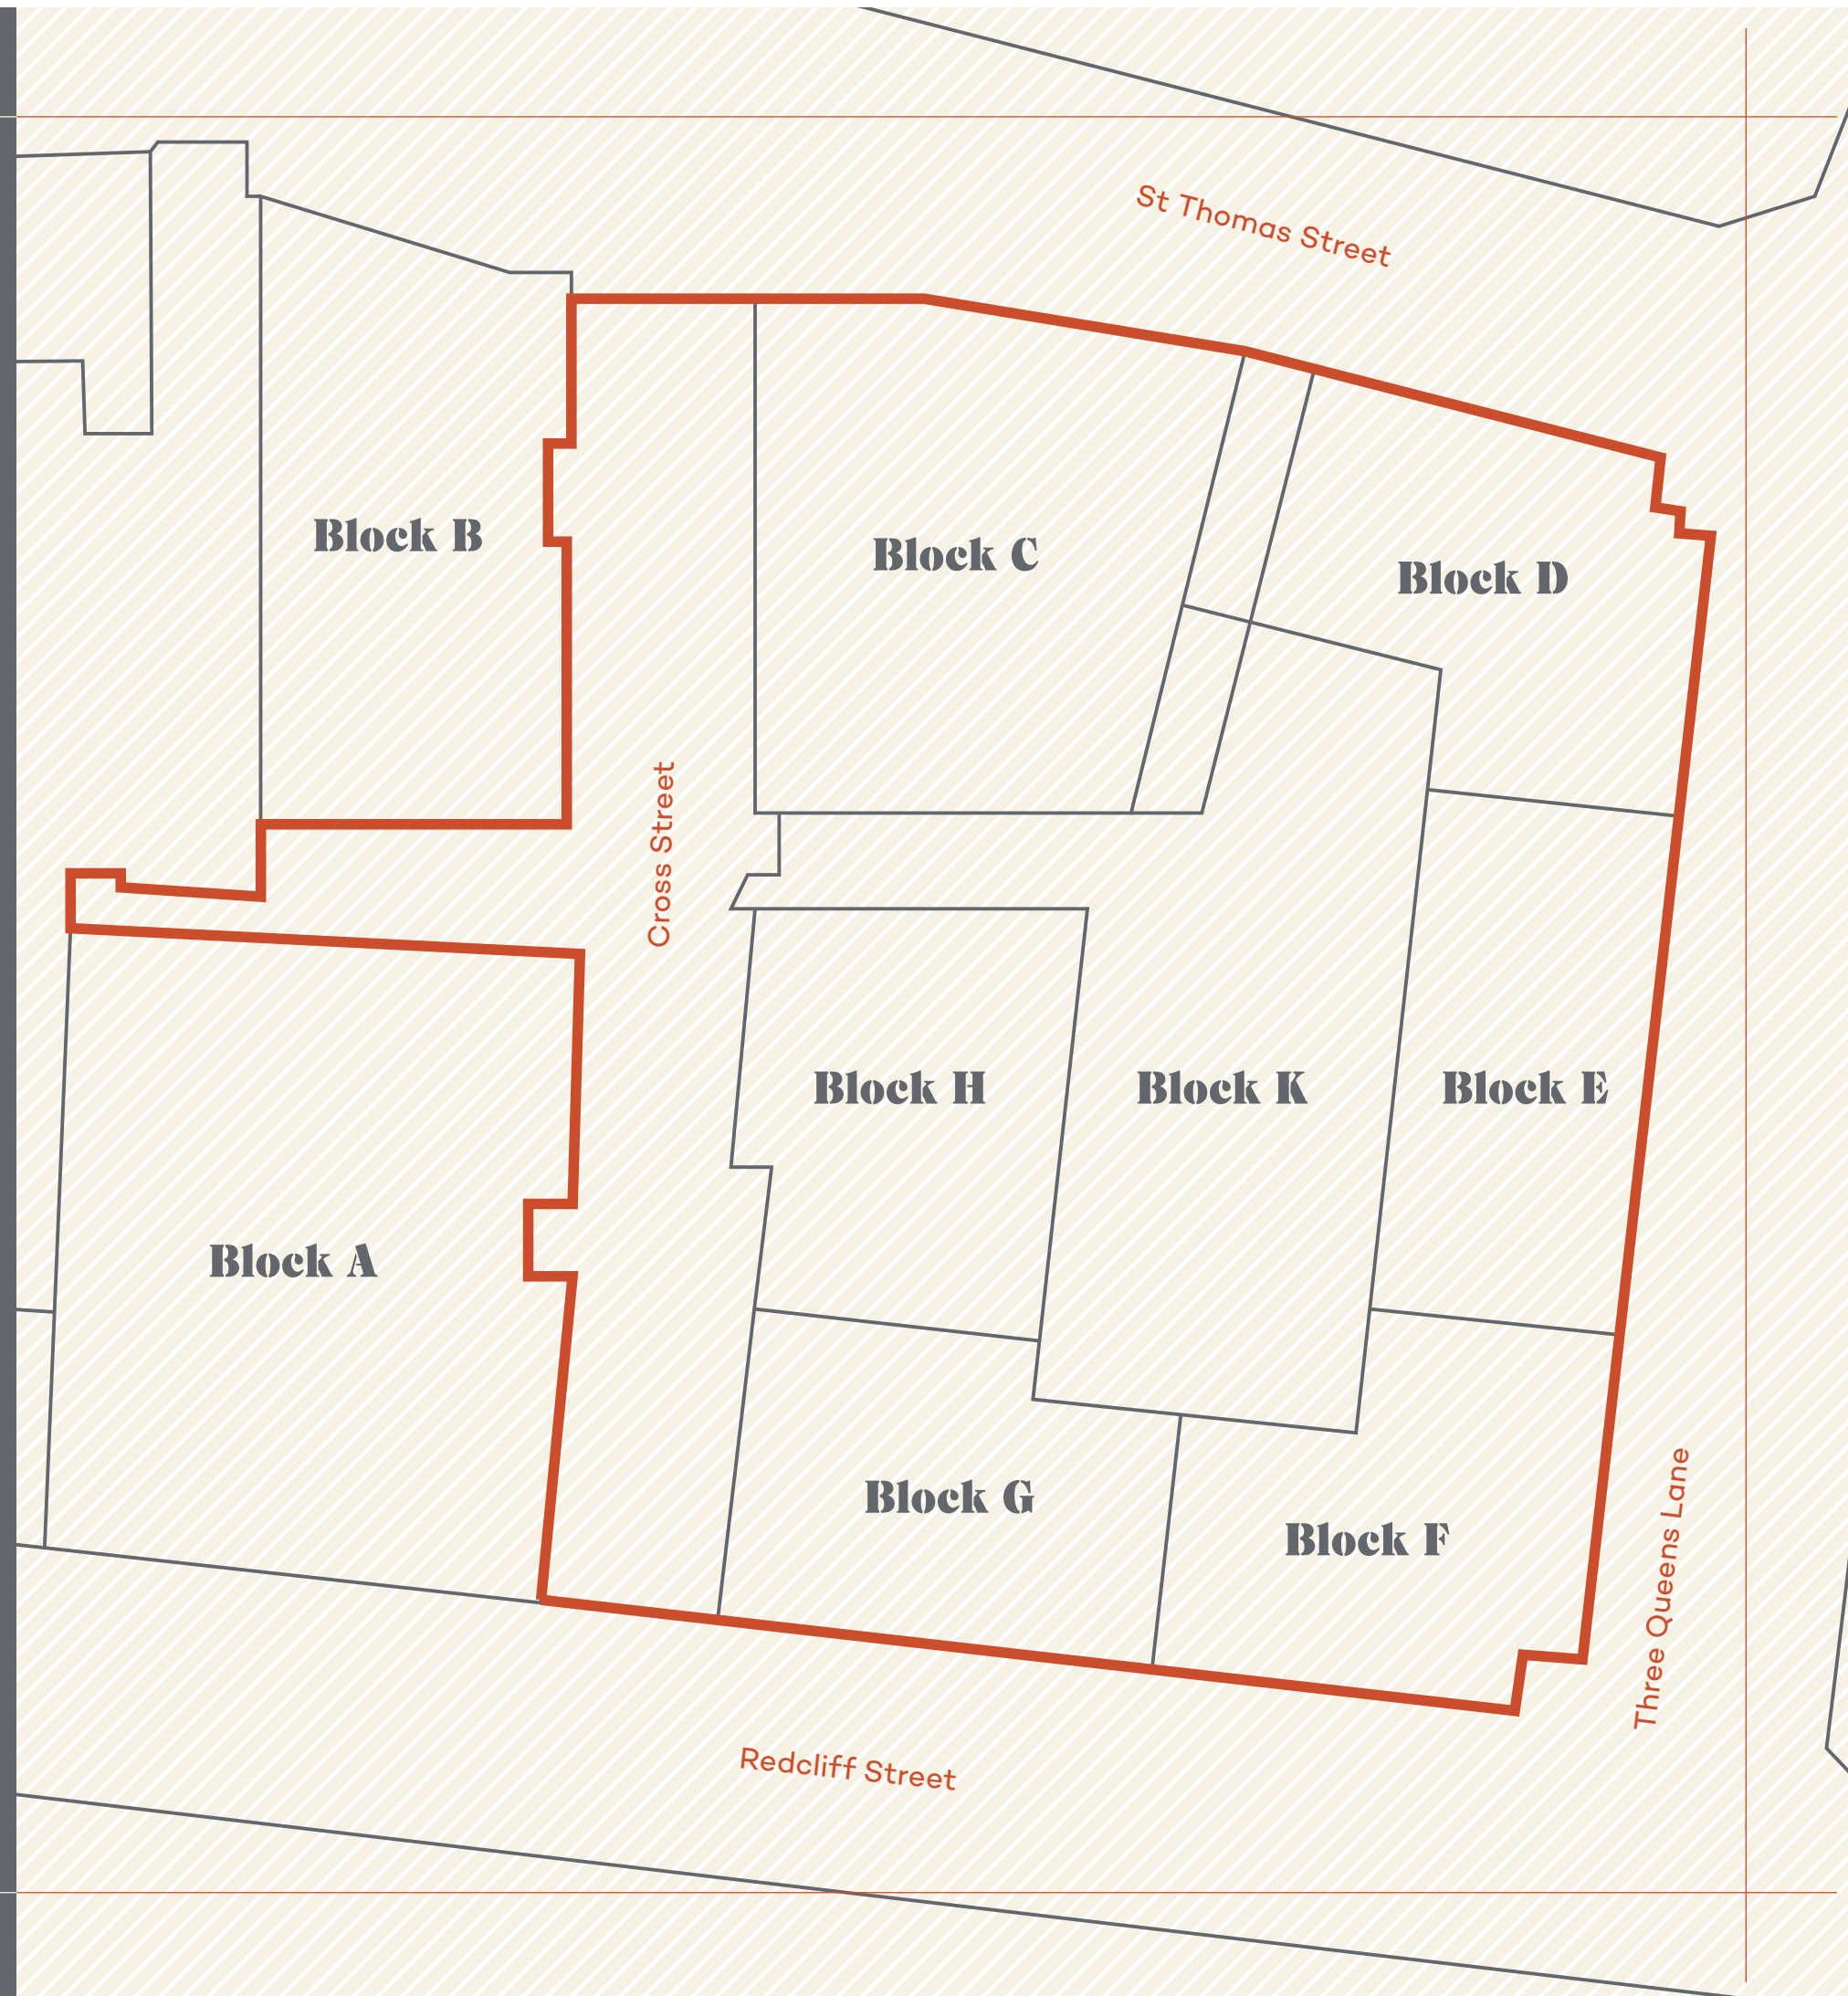 St Thomas Street
Block B
Block C
Block D
Cross Street
Block H
Block K
Block E
Block A
Block G
Block F
Three Queens Lane
Redcliff Street